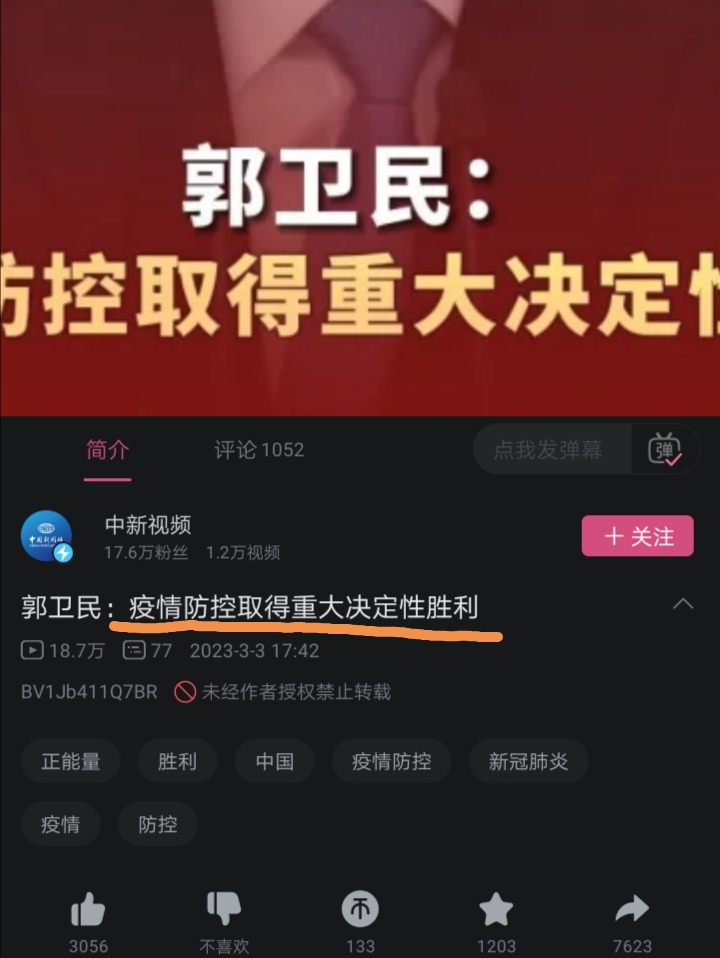 郭卫民：
防控取得重大决定性
简介
评论 1052
点我发弹幕
弹
中国新闻社
中新视频
17.6万粉丝 1.2万视频
＋ 关注
郭卫民：疫情防控取得重大决定性胜利
18.7万 77 2023-3-3 17:42
BV1Jb411Q7BR 未经作者授权禁止转载
正能量 胜利 中国 疫情防控 新冠肺炎
疫情 防控
3056 不喜欢 133 1203 7623